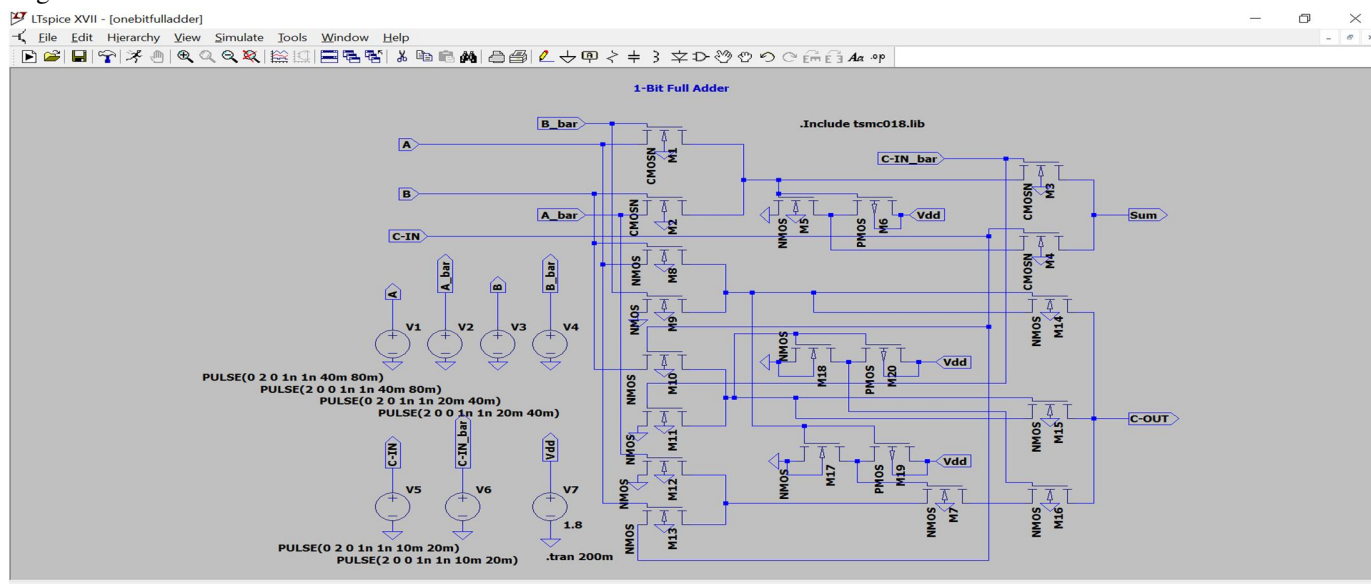 LTspice XVII - [onebitfulladder]
File Edit Hierarchy View Simulate Tools Window Help
1-Bit Full Adder
B_bar
.Include tsmc018.lib
A
CMOSN
M1
C-IN_bar
CMOSN
M3
B
A_bar
CMOSN
M2
NMOS
M5
PMOS
M6
Vdd
Sum
C-IN
CMOSN
M4
NMOS
M8
A
A_bar
B
B_bar
NMOS
M9
NMOS
M14
V1
V2
V3
V4
NMOS
M18
PMOS
M20
Vdd
NMOS
M10
PULSE(0 2 0 1n 1n 40m 80m)
PULSE(2 0 0 1n 1n 40m 80m)
PULSE(0 2 0 1n 1n 20m 40m)
PULSE(2 0 0 1n 1n 20m 40m)
NMOS
M11
NMOS
M15
C-OUT
C-IN
C-IN_bar
Vdd
NMOS
M12
NMOS
M17
PMOS
M19
Vdd
V5
V6
V7
1.8
NMOS
M13
NMOS
M7
NMOS
M16
PULSE(0 2 0 1n 1n 10m 20m)
PULSE(2 0 0 1n 1n 10m 20m)
.tran 200m